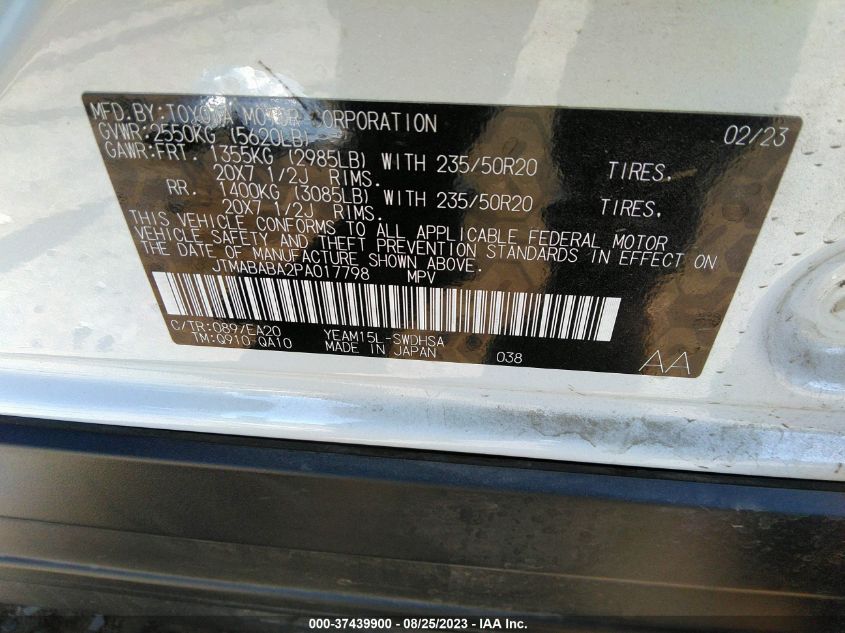 MFD. BY: TOYOTA MOTOR CORPORATION 02/23
GVWR: 2550KG (5620LB)
GAWR: FRT. 1355KG (2985LB) WITH 235/50R20 TIRES,
20X7 1/2J RIMS.
RR. 1400KG (3085LB) WITH 235/50R20 TIRES,
20X7 1/2J RIMS.
THIS VEHICLE CONFORMS TO ALL APPLICABLE FEDERAL MOTOR
VEHICLE SAFETY AND THEFT PREVENTION STANDARDS IN EFFECT ON
THE DATE OF MANUFACTURE SHOWN ABOVE.
JTMABABA2PA017798 MPV
C/TR: 089/EA20 YEAM15L-SWDHSA
TM: Q910-QA10 MADE IN JAPAN 038 AA
000-37439900 - 08/25/2023 - IAA Inc.